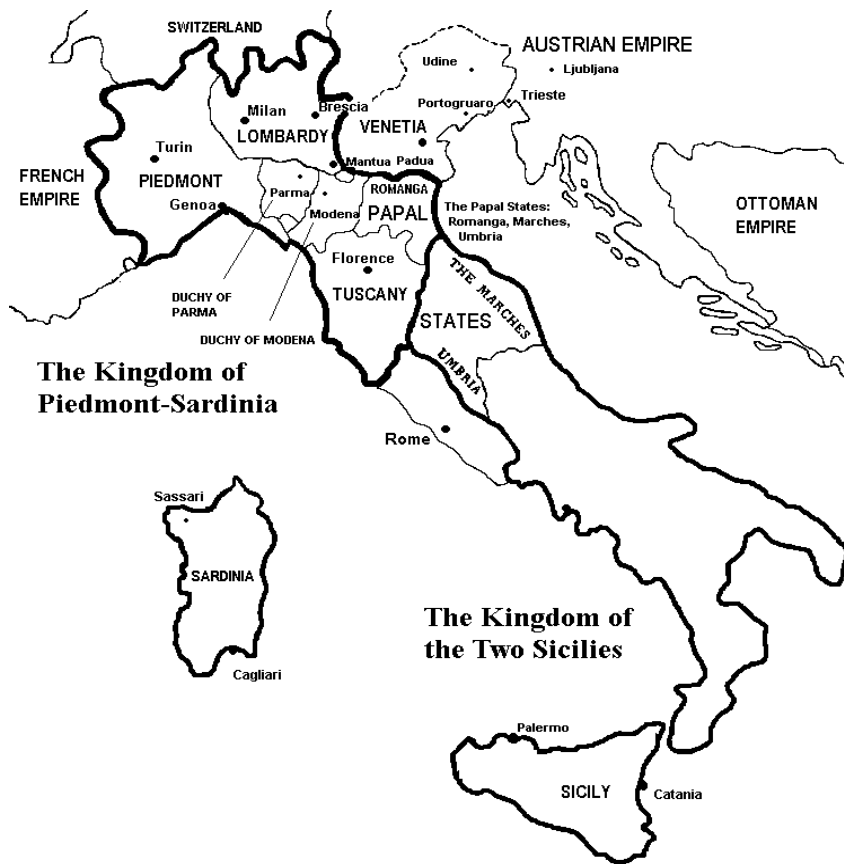 SWITZERLAND
AUSTRIAN EMPIRE
Udine
Ljubljana
Portogruaro
Trieste
Milan
Brescia
LOMBARDY
VENETIA
Turin
Mantua
Padua
FRENCH
EMPIRE
PIEDMONT
Genoa
Parma
Modena
ROMANGA
PAPAL
The Papal States:
Romanga, Marches,
Umbria
OTTOMAN
EMPIRE
Florence
TUSCANY
DUCHY OF
PARMA
DUCHY OF MODENA
THE MARCHES
STATES
UMBRIA
The Kingdom of
Piedmont-Sardinia
Rome
Sassari
SARDINIA
Cagliari
The Kingdom of
the Two Sicilies
Palermo
SICILY
Catania